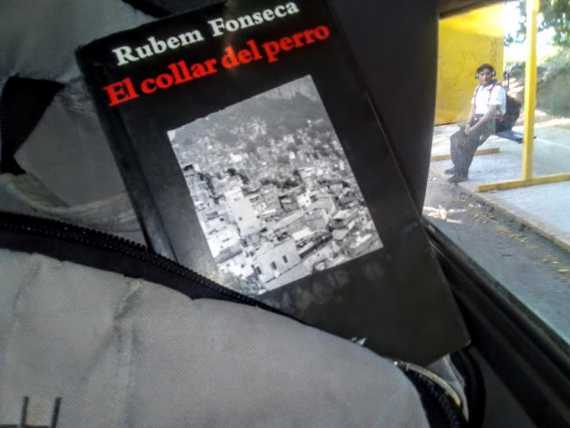 Rubem Fonseca
El collar del perro